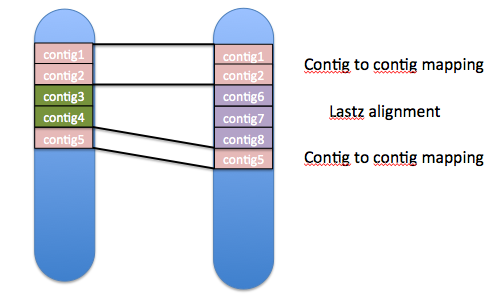 contig1
contig2
contig3
contig4
contig5
contig1
contig2
contig6
contig7
contig8
contig5
Contig to contig mapping
Lastz alignment
Contig to contig mapping